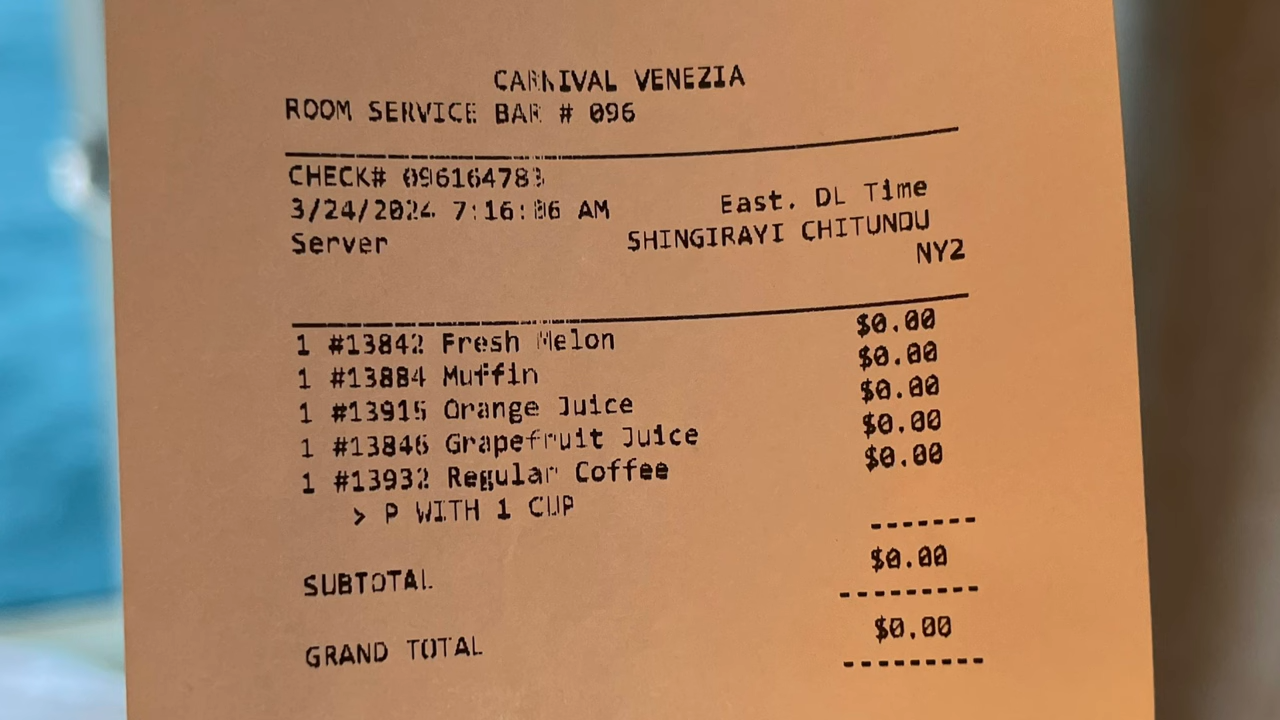 CARNIVAL VENEZIA
ROOM SERVICE BAR # 096
CHECK# 096164783
3/24/2024 7:16:06 AM East. DL Time
Server SHINGIRAYI CHITUNDU
NY2
1 #13842 Fresh Melon $0.00
1 #13884 Muffin $0.00
1 #13915 Orange Juice $0.00
1 #13846 Grapefruit Juice $0.00
1 #13932 Regular Coffee $0.00
> P WITH 1 CUP
-------
SUBTOTAL $0.00
---------
GRAND TOTAL $0.00
---------